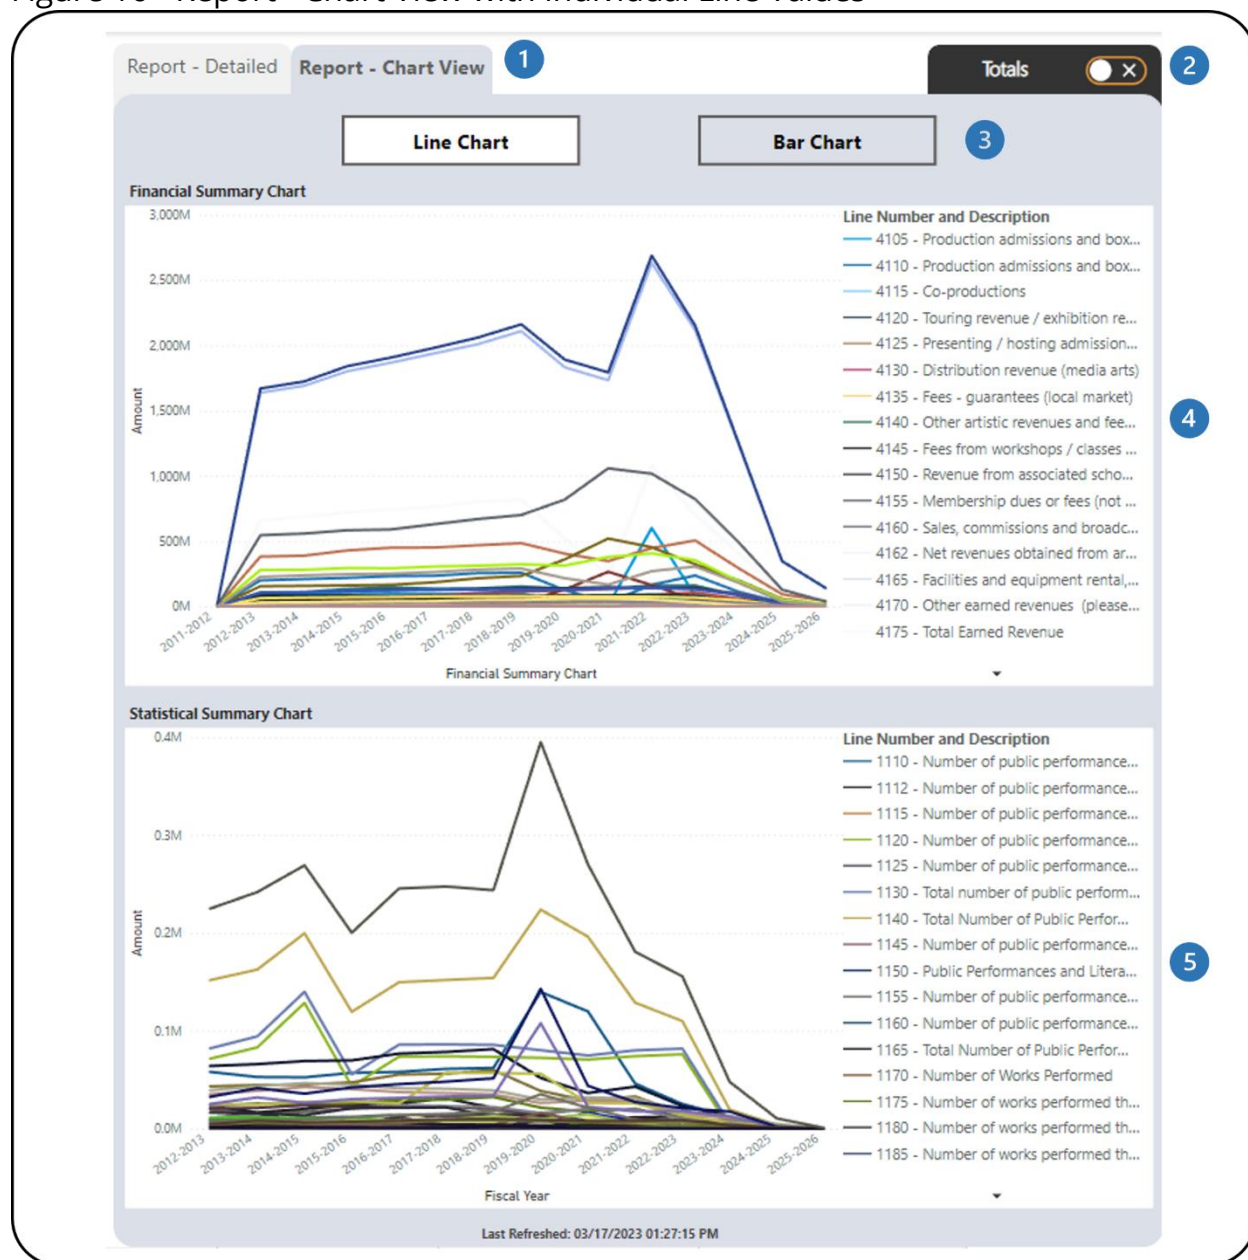 Figure 10 - Report - Chart View with Individual Line Values
Report - Detailed
Report - Chart View
1
Totals
2
Line Chart
Bar Chart
3
Financial Summary Chart
3,000M
2,500M
2,000M
1,500M
1,000M
500M
0M
Amount
2011-2012
2012-2013
2013-2014
2014-2015
2015-2016
2016-2017
2017-2018
2018-2019
2019-2020
2020-2021
2021-2022
2022-2023
2023-2024
2024-2025
2025-2026
Financial Summary Chart
Line Number and Description
4105 - Production admissions and box...
4110 - Production admissions and box...
4115 - Co-productions
4120 - Touring revenue / exhibition re...
4125 - Presenting / hosting admission...
4130 - Distribution revenue (media arts)
4135 - Fees - guarantees (local market)
4140 - Other artistic revenues and fee...
4145 - Fees from workshops / classes ...
4150 - Revenue from associated scho...
4155 - Membership dues or fees (not ...
4160 - Sales, commissions and broadc...
4162 - Net revenues obtained from ar...
4165 - Facilities and equipment rental,...
4170 - Other earned revenues (please...
4175 - Total Earned Revenue
4
Statistical Summary Chart
0.4M
0.3M
0.2M
0.1M
0.0M
Amount
2012-2013
2013-2014
2014-2015
2015-2016
2016-2017
2017-2018
2018-2019
2019-2020
2020-2021
2021-2022
2022-2023
2023-2024
2024-2025
2025-2026
Fiscal Year
Line Number and Description
1110 - Number of public performance...
1112 - Number of public performance...
1115 - Number of public performance...
1120 - Number of public performance...
1125 - Number of public performance...
1130 - Total number of public perform...
1140 - Total Number of Public Perfor...
1145 - Number of public performance...
1150 - Public Performances and Litera...
1155 - Number of public performance...
1160 - Number of public performance...
1165 - Total Number of Public Perfor...
1170 - Number of Works Performed
1175 - Number of works performed th...
1180 - Number of works performed th...
1185 - Number of works performed th...
5
Last Refreshed: 03/17/2023 01:27:15 PM